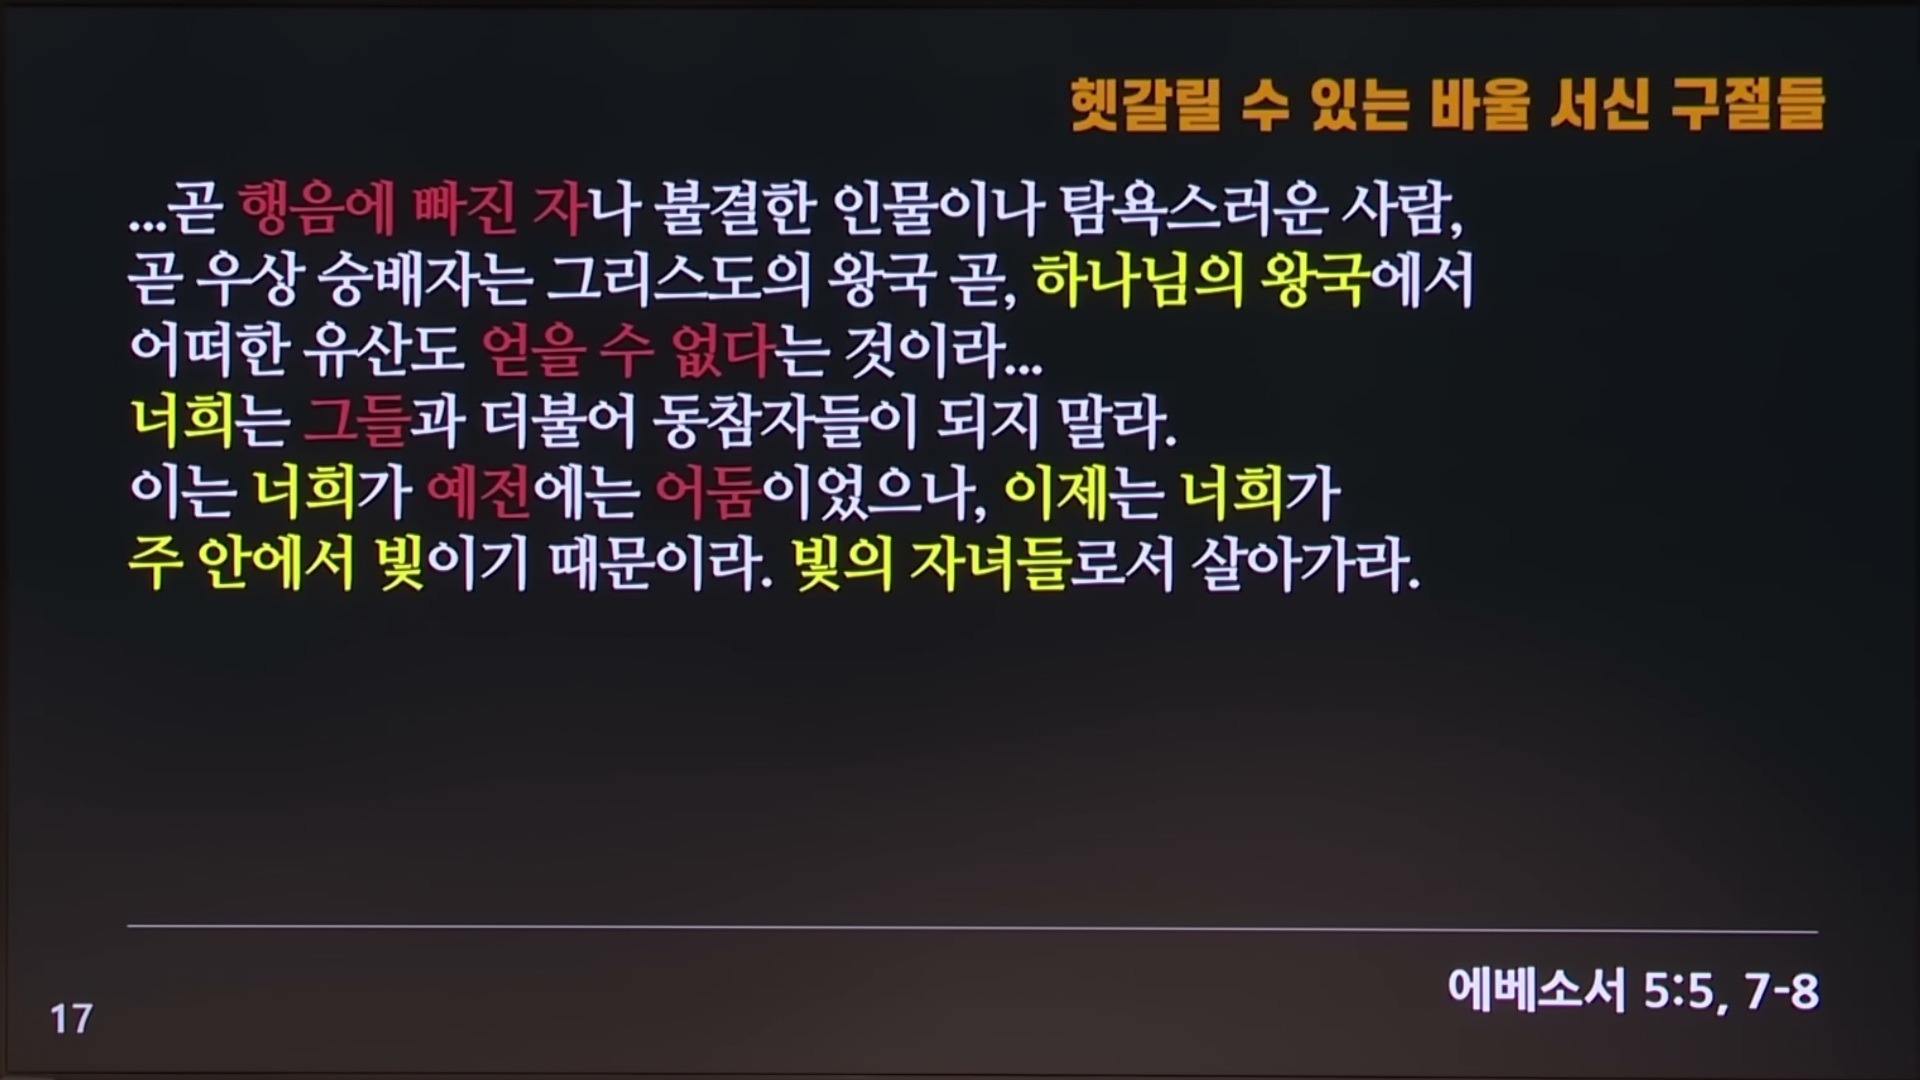 헷갈릴 수 있는 바울 서신 구절들
...곧 행음에 빠진 자나 불결한 인물이나 탐욕스러운 사람,
곧 우상 숭배자는 그리스도의 왕국 곧, 하나님의 왕국에서
어떠한 유산도 얻을 수 없다는 것이라...
너희는 그들과 더불어 동참자들이 되지 말라.
이는 너희가 예전에는 어둠이었으나, 이제는 너희가
주 안에서 빛이기 때문이라. 빛의 자녀들로서 살아가라.
에베소서 5:5, 7-8
17